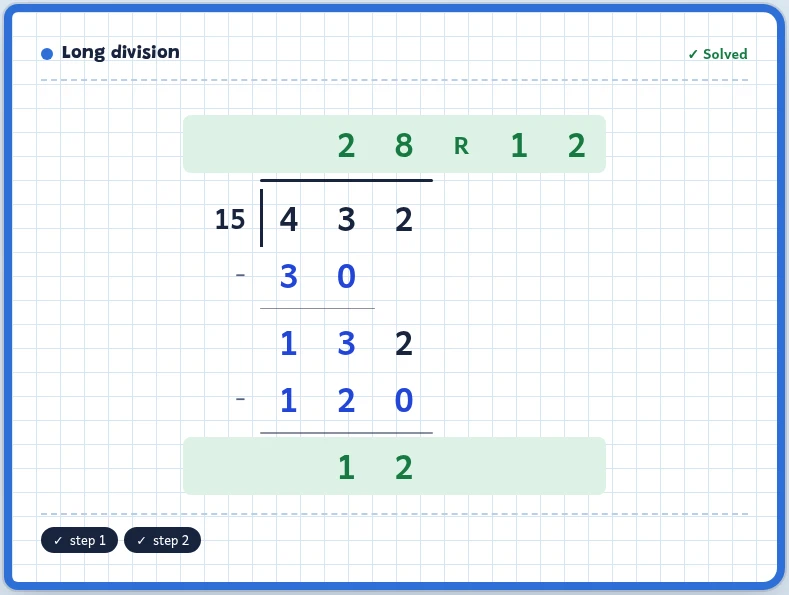 Long division
✓ Solved
2 8 R 1 2
15 4 3 2
- 3 0
1 3 2
- 1 2 0
1 2
✓ step 1 ✓ step 2